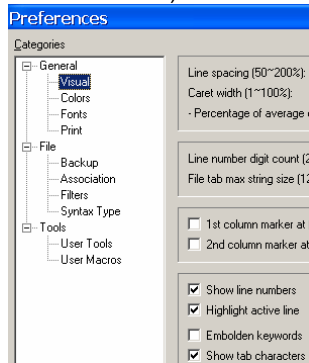 Preferences
Categories
General
Visual
Colors
Fonts
Print
File
Backup
Association
Filters
Syntax Type
Tools
User Tools
User Macros
Line spacing (50~200%):
Caret width (1~100%):
- Percentage of average
Line number digit count (2
File tab max string size (12
1st column marker at
2nd column marker at
Show line numbers
Highlight active line
Embolden keywords
Show tab characters